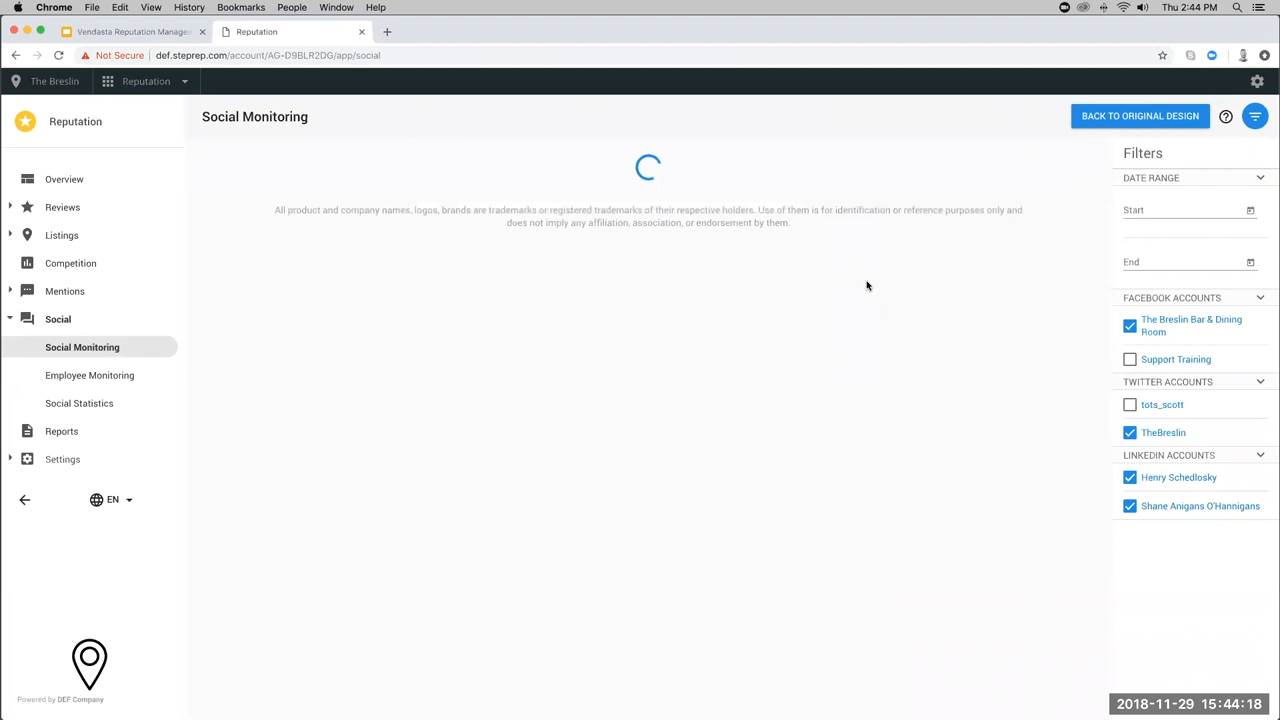 Chrome File Edit View History Bookmarks People Window Help
Thu 2:44 PM
Vendasta Reputation Manage
Reputation
Not Secure def.steprep.com/account/AG-D9BLR2DG/app/social
The Breslin
Reputation
Reputation
Social Monitoring
BACK TO ORIGINAL DESIGN
Overview
Reviews
Listings
Competition
Mentions
Social
Social Monitoring
Employee Monitoring
Social Statistics
Reports
Settings
EN
Powered by DEF Company
All product and company names, logos, brands are trademarks or registered trademarks of their respective holders. Use of them is for identification or reference purposes only and
does not imply any affiliation, association, or endorsement by them.
Filters
DATE RANGE
Start
End
FACEBOOK ACCOUNTS
The Breslin Bar & Dining
Room
Support Training
TWITTER ACCOUNTS
tots_scott
TheBreslin
LINKEDIN ACCOUNTS
Henry Schedlosky
Shane Anigans O'Hannigans
2018-11-29 15:44:18